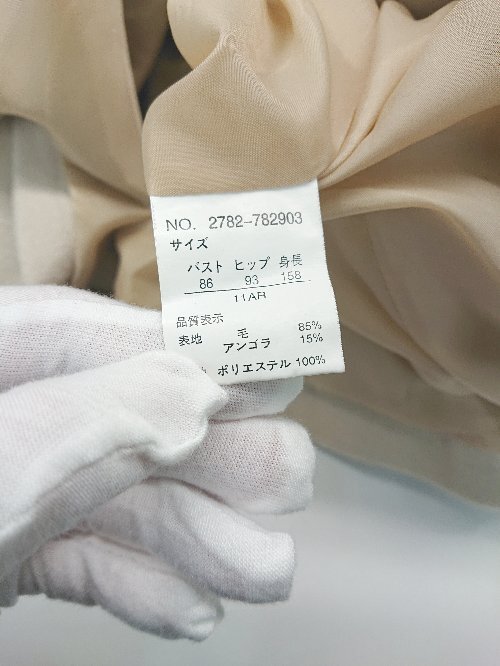 NO. 2782-782903
サイズ
バスト ヒップ 身長
86 93 158
11AR
品質表示
表地 毛 85%
アンゴラ 15%
ポリエステル 100%